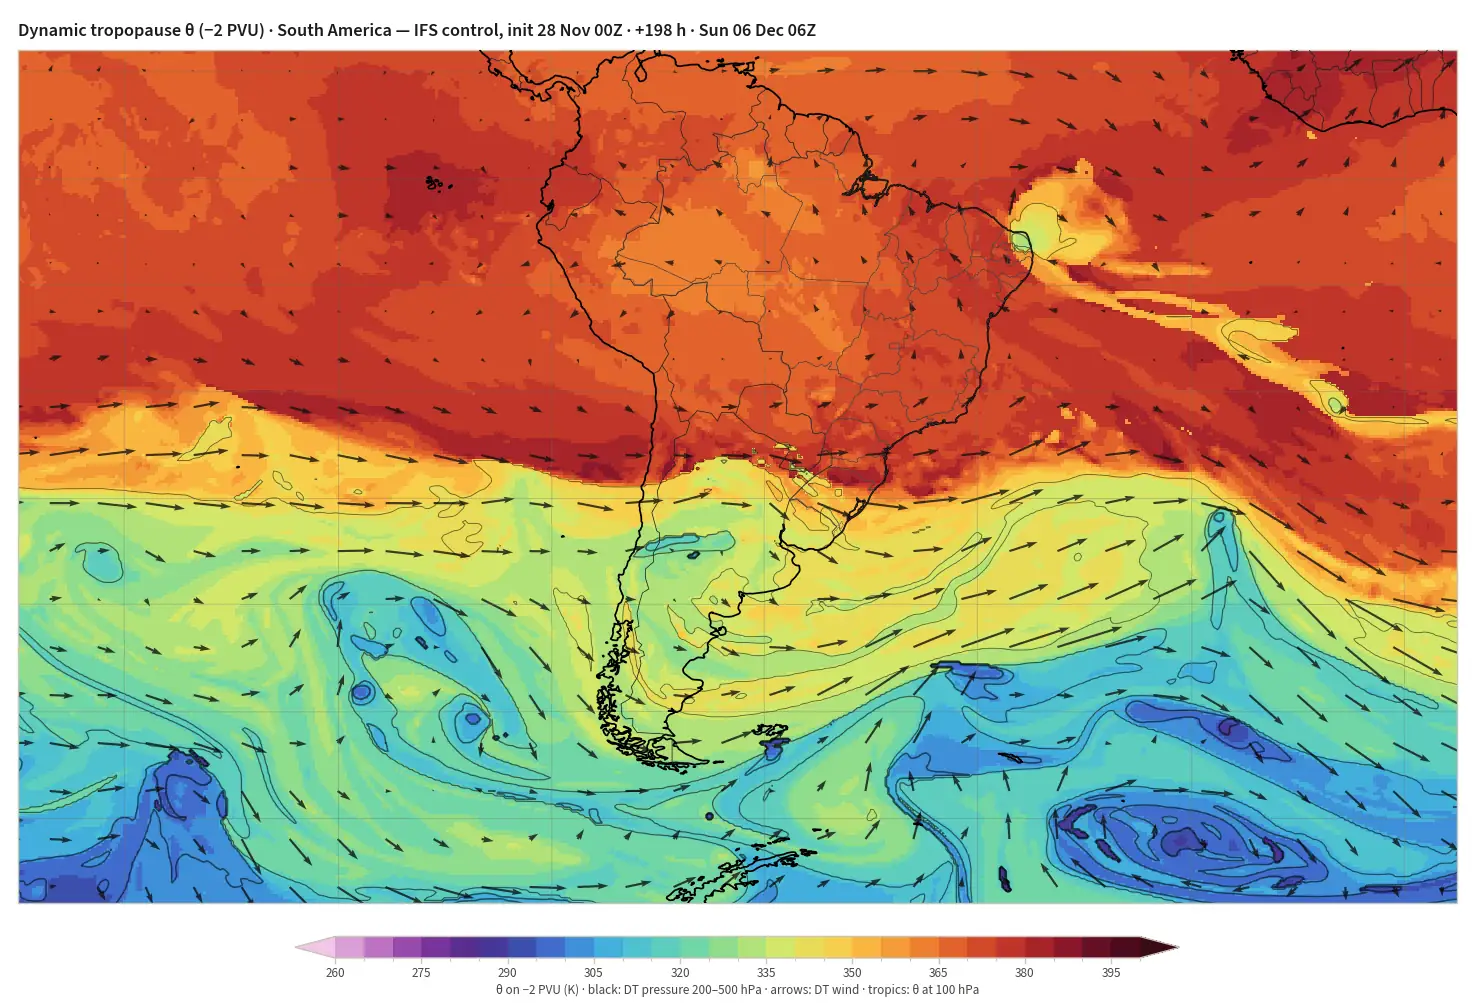 Dynamic tropopause θ (−2 PVU) · South America — IFS control, init 28 Nov 00Z · +198 h · Sun 06 Dec 06Z
260 275 290 305 320 335 350 365 380 395
θ on −2 PVU (K) · black: DT pressure 200–500 hPa · arrows: DT wind · tropics: θ at 100 hPa